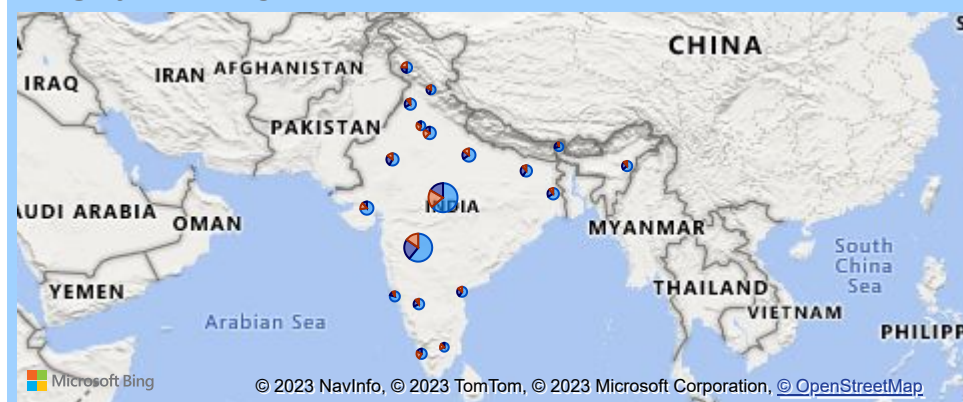 CHINA
IRAQ
IRAN
AFGHANISTAN
PAKISTAN
INDIA
AUDI ARABIA
OMAN
MYANMAR
South
China
Sea
YEMEN
THAILAND
VIETNAM
Arabian Sea
PHILIPP
Microsoft Bing
© 2023 NavInfo, © 2023 TomTom, © 2023 Microsoft Corporation, © OpenStreetMap